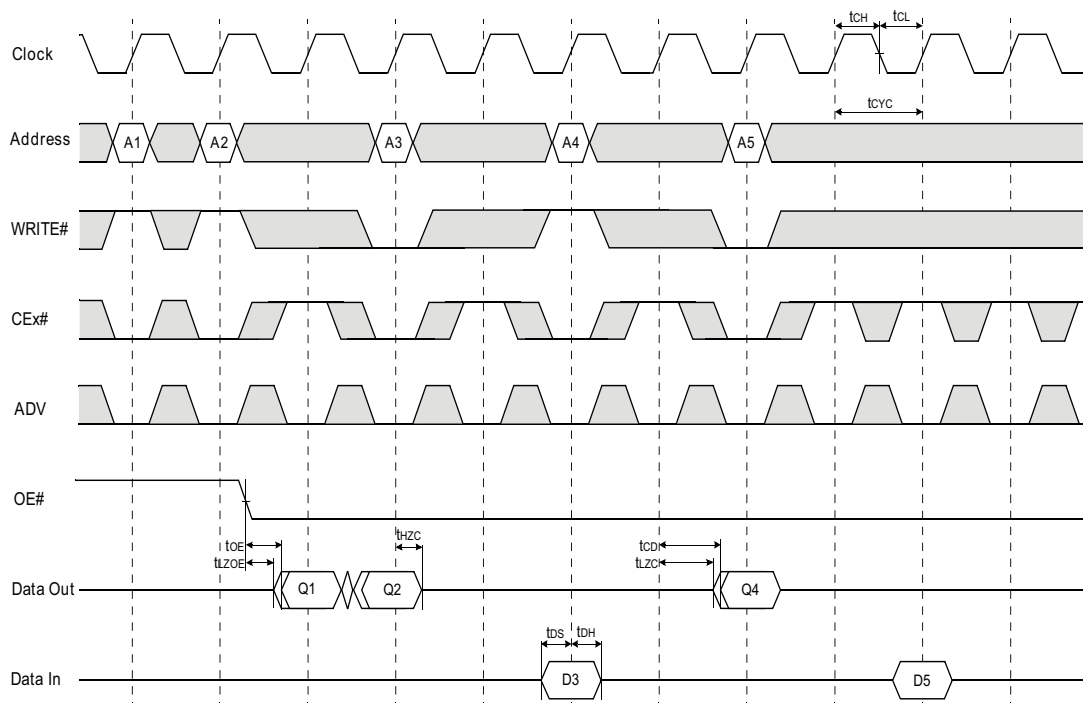 tCH tCL
Clock
tCYC
Address A1 A2 A3 A4 A5
WRITE#
CEx#
ADV
OE#
tOE tHZC tCD
tLZOE tLZC
Data Out Q1 Q2 Q4
tDS tDH
Data In D3 D5